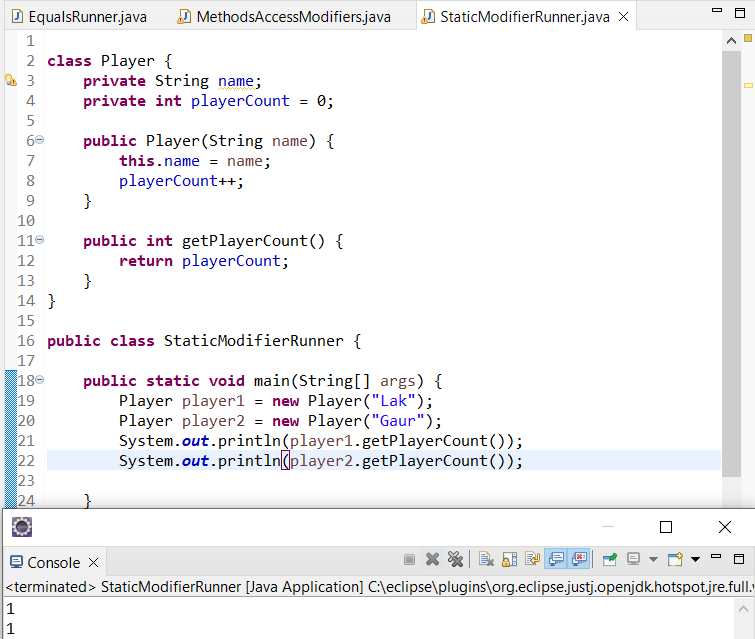 EqualsRunner.java MethodsAccessModifiers.java StaticModifierRunner.java
1
2 class Player {
3 private String name;
4 private int playerCount = 0;
5
6 public Player(String name) {
7 this.name = name;
8 playerCount++;
9 }
10
11 public int getPlayerCount() {
12 return playerCount;
13 }
14 }
15
16 public class StaticModifierRunner {
17
18 public static void main(String[] args) {
19 Player player1 = new Player("Lak");
20 Player player2 = new Player("Gaur");
21 System.out.println(player1.getPlayerCount());
22 System.out.println(player2.getPlayerCount());
23
24 }
Console
<terminated> StaticModifierRunner [Java Application] C:\eclipse\plugins\org.eclipse.justj.openjdk.hotspot.jre.full.
1
1